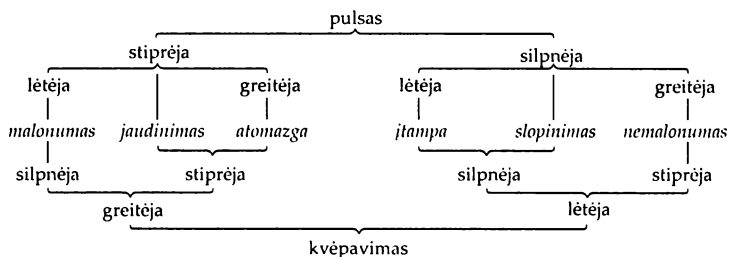 pulsas
stiprėja silpnėja
lėtėja greitėja lėtėja greitėja
malonumas jaudinimas atomazga įtampa slopinimas nemalonumas
silpnėja stiprėja silpnėja stiprėja
greitėja lėtėja
kvėpavimas